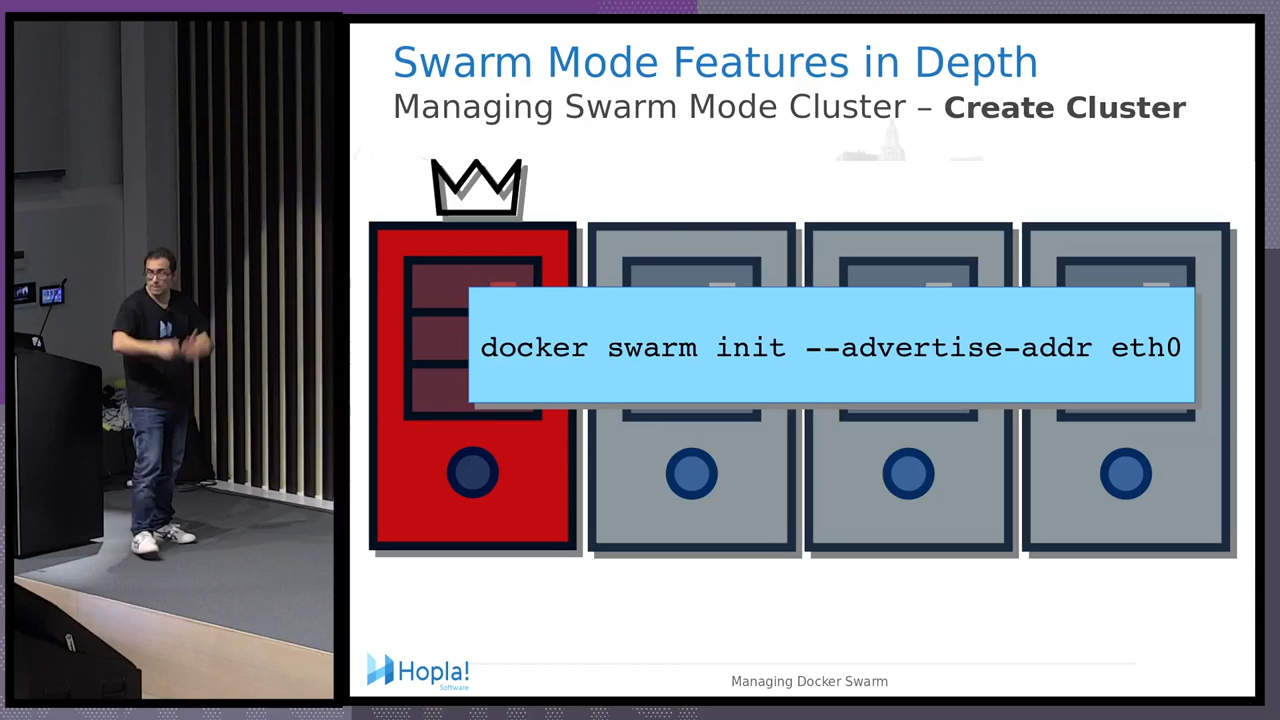 Swarm Mode Features in Depth
Managing Swarm Mode Cluster – Create Cluster
docker swarm init --advertise-addr eth0
Hopla!
Software
Managing Docker Swarm